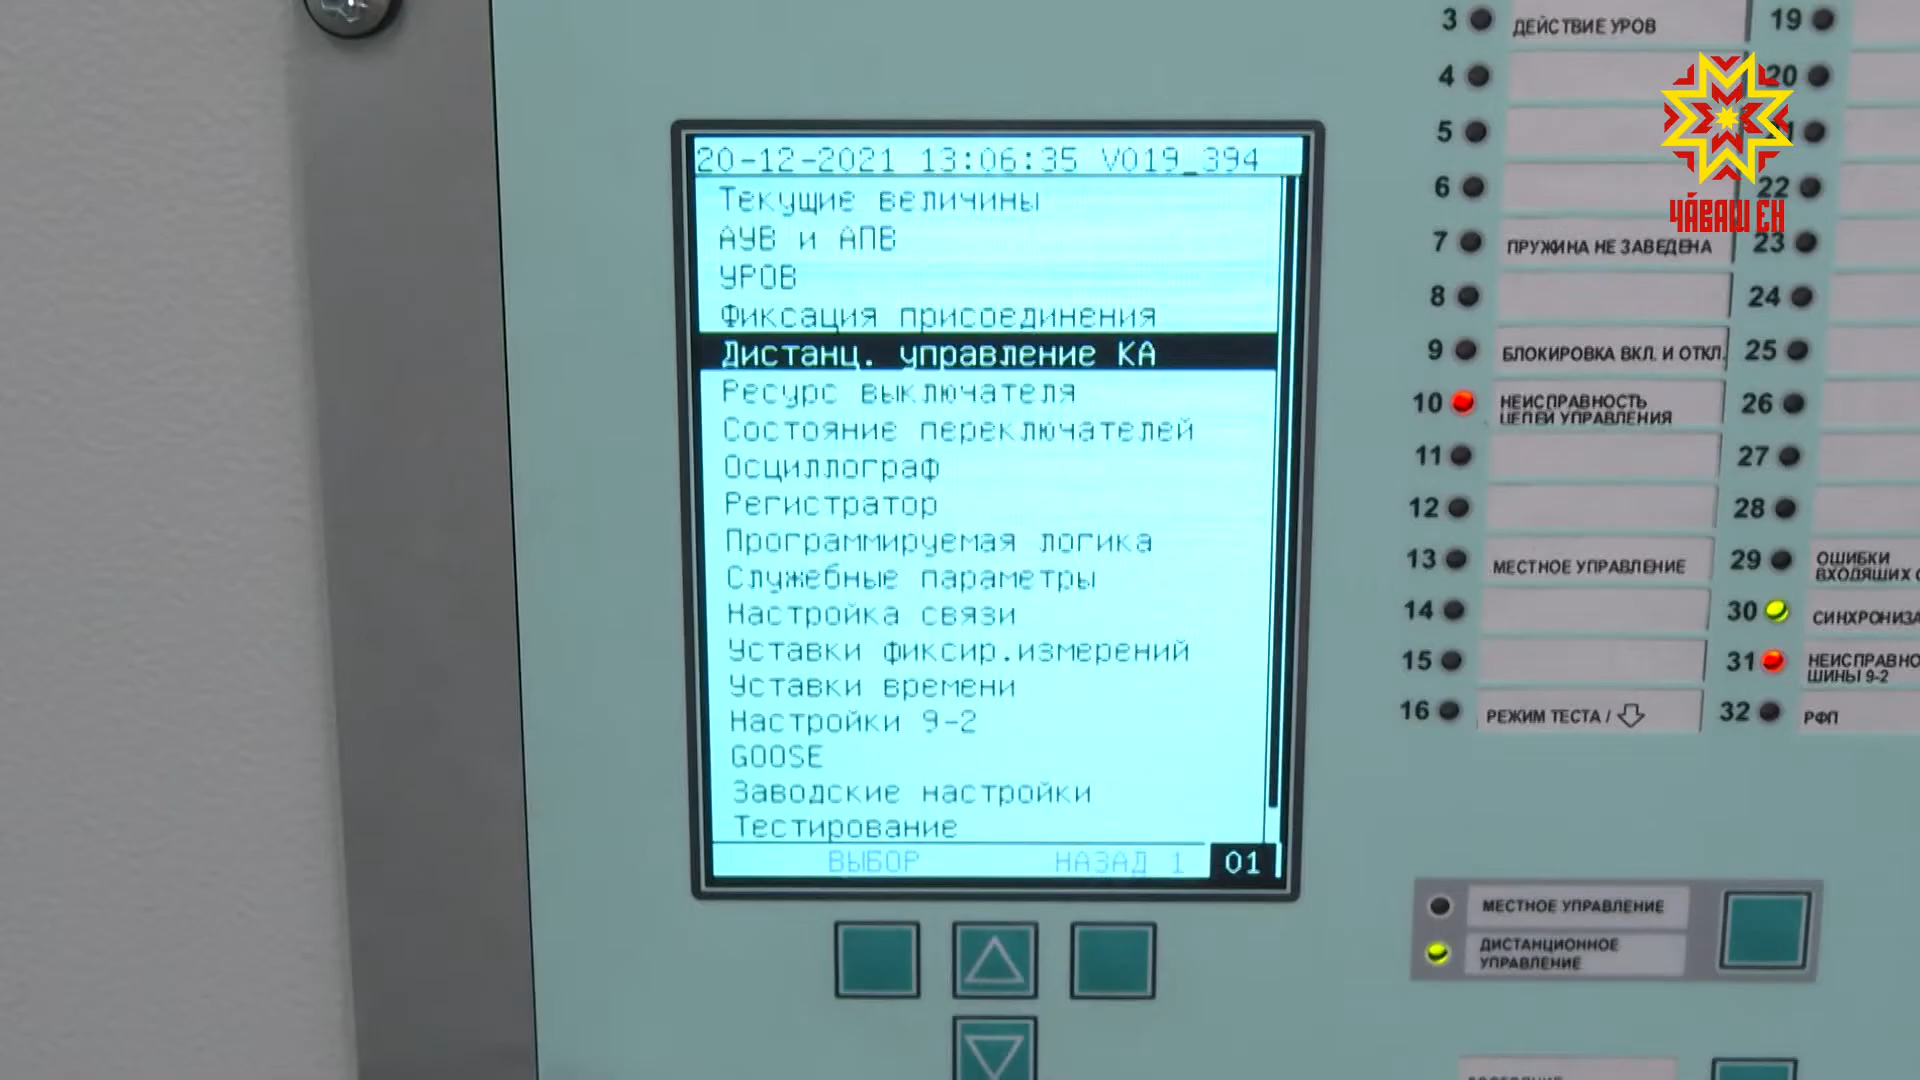 20-12-2021 13:06:35 V019_394
Текущие величины
АУВ и АПВ
УРОВ
Фиксация присоединения
Дистанц. управление КА
Ресурс выключателя
Состояние переключателей
Осциллограф
Регистратор
Программируемая логика
Служебные параметры
Настройка связи
Уставки фиксир.измерений
Уставки времени
Настройки 9-2
GOOSE
Заводские настройки
Тестирование
ВЫБОР НАЗАД 1 01
3 ДЕЙСТВИЕ УРОВ
4
5
6
7 ПРУЖИНА НЕ ЗАВЕДЕНА
8
9 БЛОКИРОВКА ВКЛ. И ОТКЛ.
10 НЕИСПРАВНОСТЬ
ЦЕПЕЙ УПРАВЛЕНИЯ
11
12
13 МЕСТНОЕ УПРАВЛЕНИЕ
14
15
16 РЕЖИМ ТЕСТА /
19
20
22
23
24
25
26
27
28
29 ОШИБКИ
ВХОДЯЩИХ
30
31
ШИНЫ 9-2
32 РФП
ЧӐВАШ ЕН
МЕСТНОЕ УПРАВЛЕНИЕ
ДИСТАНЦИОННОЕ
УПРАВЛЕНИЕ